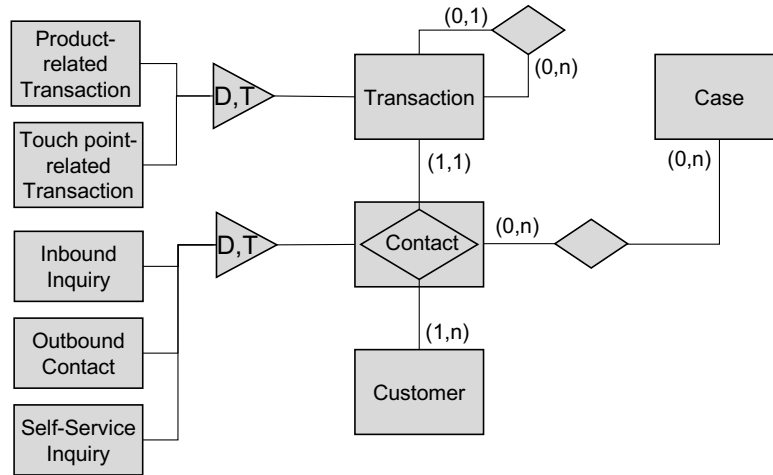 Product-
related
Transaction
Touch point-
related
Transaction
D,T
Transaction
(0,1)
(0,n)
Case
(0,n)
(1,1)
Inbound
Inquiry
Outbound
Contact
Self-Service
Inquiry
D,T
Contact
(0,n)
(1,n)
Customer